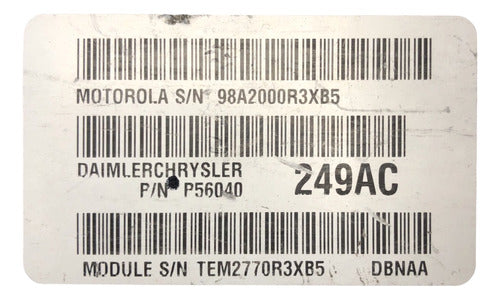 MOTOROLA S/N 98A2000R3XB5
DAIMLERCHRYSLER
P/N P56040 249AC
MODULE S/N TEM2770R3XB5 DBNAA